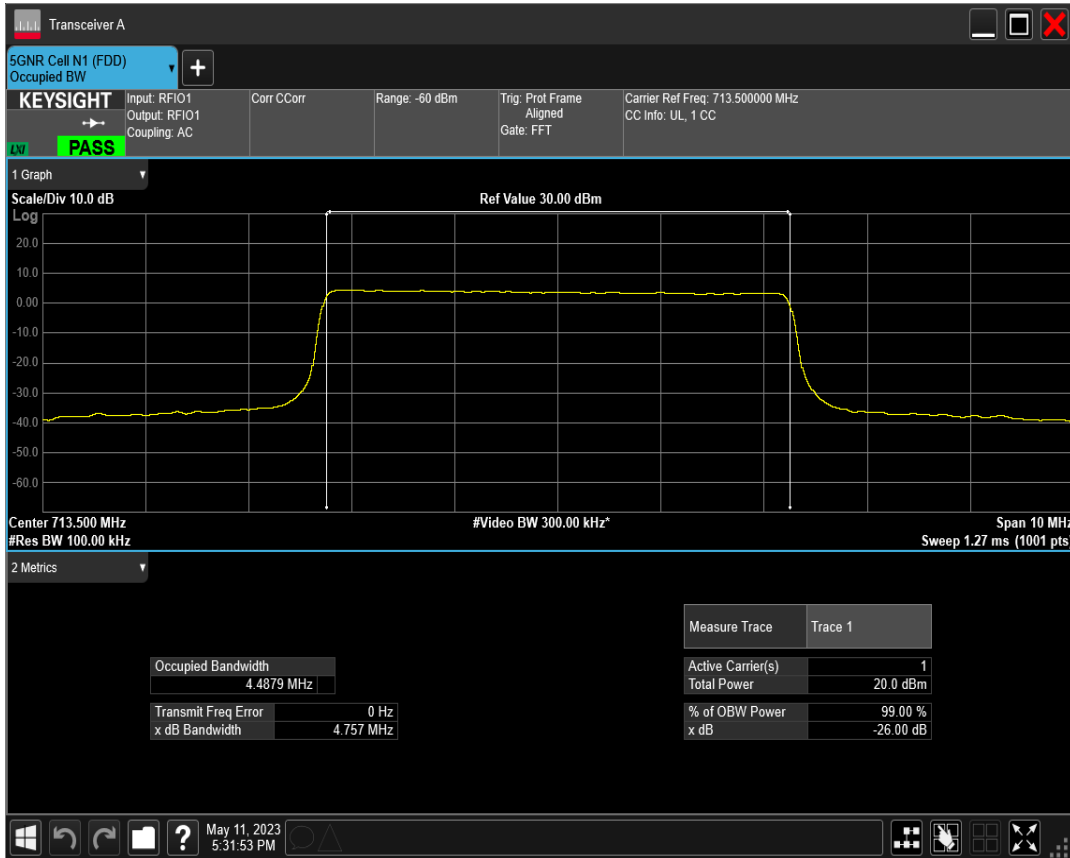 Transceiver A
5GNR Cell N1 (FDD)
Occupied BW
+
KEYSIGHT
LXI
PASS
Input: RFIO1
Output: RFIO1
Coupling: AC
Corr CCorr
Range: -60 dBm
Trig: Prot Frame
Aligned
Gate: FFT
Carrier Ref Freq: 713.500000 MHz
CC Info: UL, 1 CC
1 Graph
Scale/Div 10.0 dB
Ref Value 30.00 dBm
Log
20.0
10.0
0.00
-10.0
-20.0
-30.0
-40.0
-50.0
-60.0
Center 713.500 MHz
#Video BW 300.00 kHz*
Span 10 MHz
#Res BW 100.00 kHz
Sweep 1.27 ms (1001 pts)
2 Metrics
Measure Trace Trace 1
Occupied Bandwidth
4.4879 MHz
Active Carrier(s) 1
Total Power 20.0 dBm
Transmit Freq Error 0 Hz
x dB Bandwidth 4.757 MHz
% of OBW Power 99.00 %
x dB -26.00 dB
?
May 11, 2023
5:31:53 PM